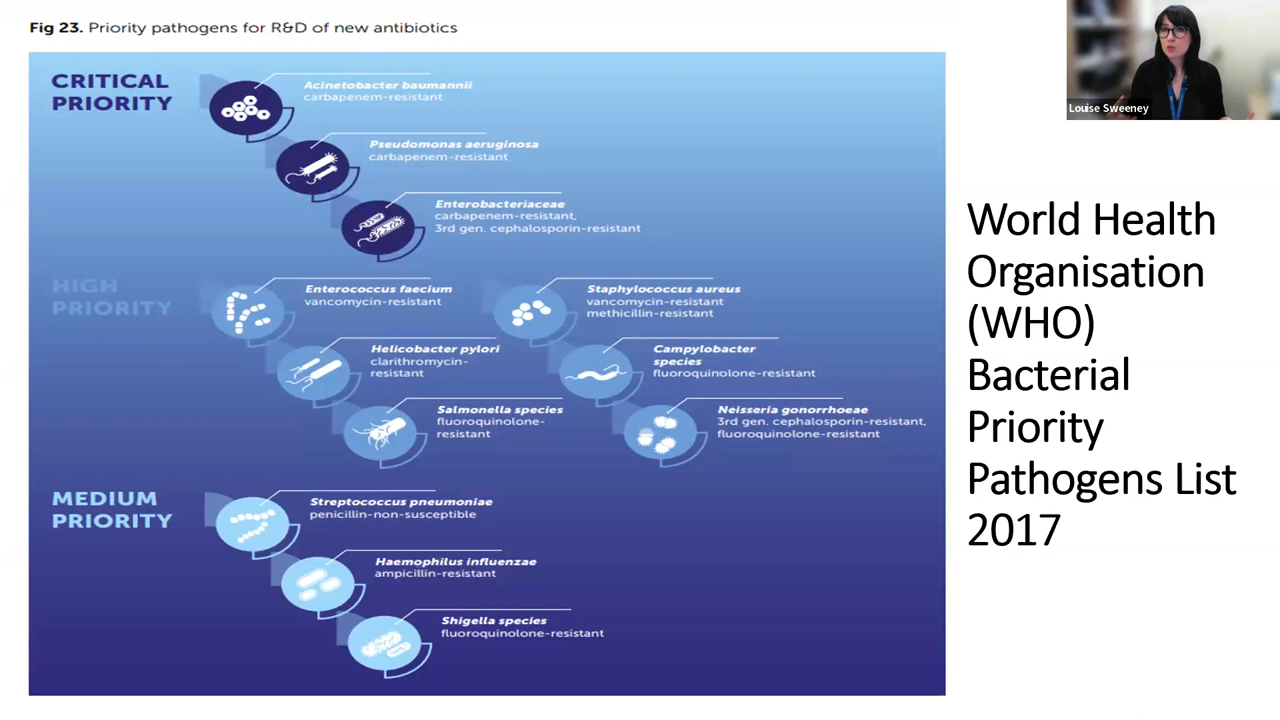 Fig 23. Priority pathogens for R&D of new antibiotics
CRITICAL
PRIORITY
Acinetobacter baumannii
carbapenem-resistant
Pseudomonas aeruginosa
carbapenem-resistant
Enterobacteriaceae
carbapenem-resistant,
3rd gen. cephalosporin-resistant
HIGH
PRIORITY
Enterococcus faecium
vancomycin-resistant
Helicobacter pylori
clarithromycin-
resistant
Salmonella species
fluoroquinolone-
resistant
Staphylococcus aureus
vancomycin-resistant
methicillin-resistant
Campylobacter
species
fluoroquinolone-resistant
Neisseria gonorrhoeae
3rd gen. cephalosporin-resistant,
fluoroquinolone-resistant
MEDIUM
PRIORITY
Streptococcus pneumoniae
penicillin-non-susceptible
Haemophilus influenzae
ampicillin-resistant
Shigella species
fluoroquinolone-resistant
Louise Sweeney
World Health
Organisation
(WHO)
Bacterial
Priority
Pathogens List
2017